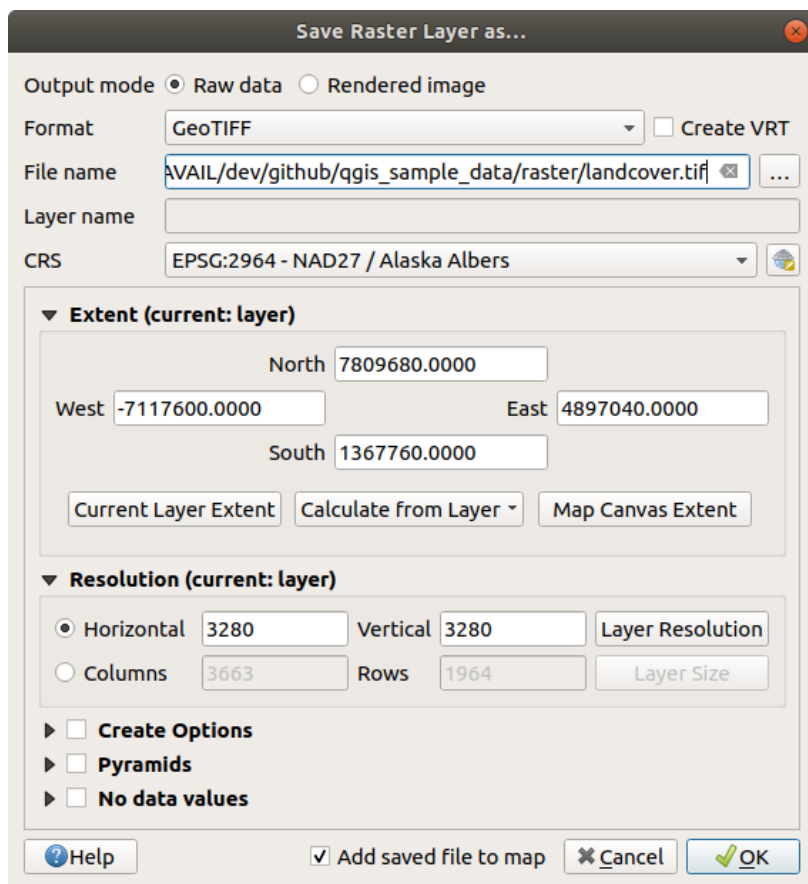 Save Raster Layer as...
Output mode Raw data Rendered image
Format GeoTIFF Create VRT
File name AVAIL/dev/github/qgis_sample_data/raster/landcover.tif ...
Layer name
CRS EPSG:2964 - NAD27 / Alaska Albers
Extent (current: layer)
North 7809680.0000
West -7117600.0000 East 4897040.0000
South 1367760.0000
Current Layer Extent Calculate from Layer Map Canvas Extent
Resolution (current: layer)
Horizontal 3280 Vertical 3280 Layer Resolution
Columns 3663 Rows 1964 Layer Size
Create Options
Pyramids
No data values
Help Add saved file to map Cancel OK